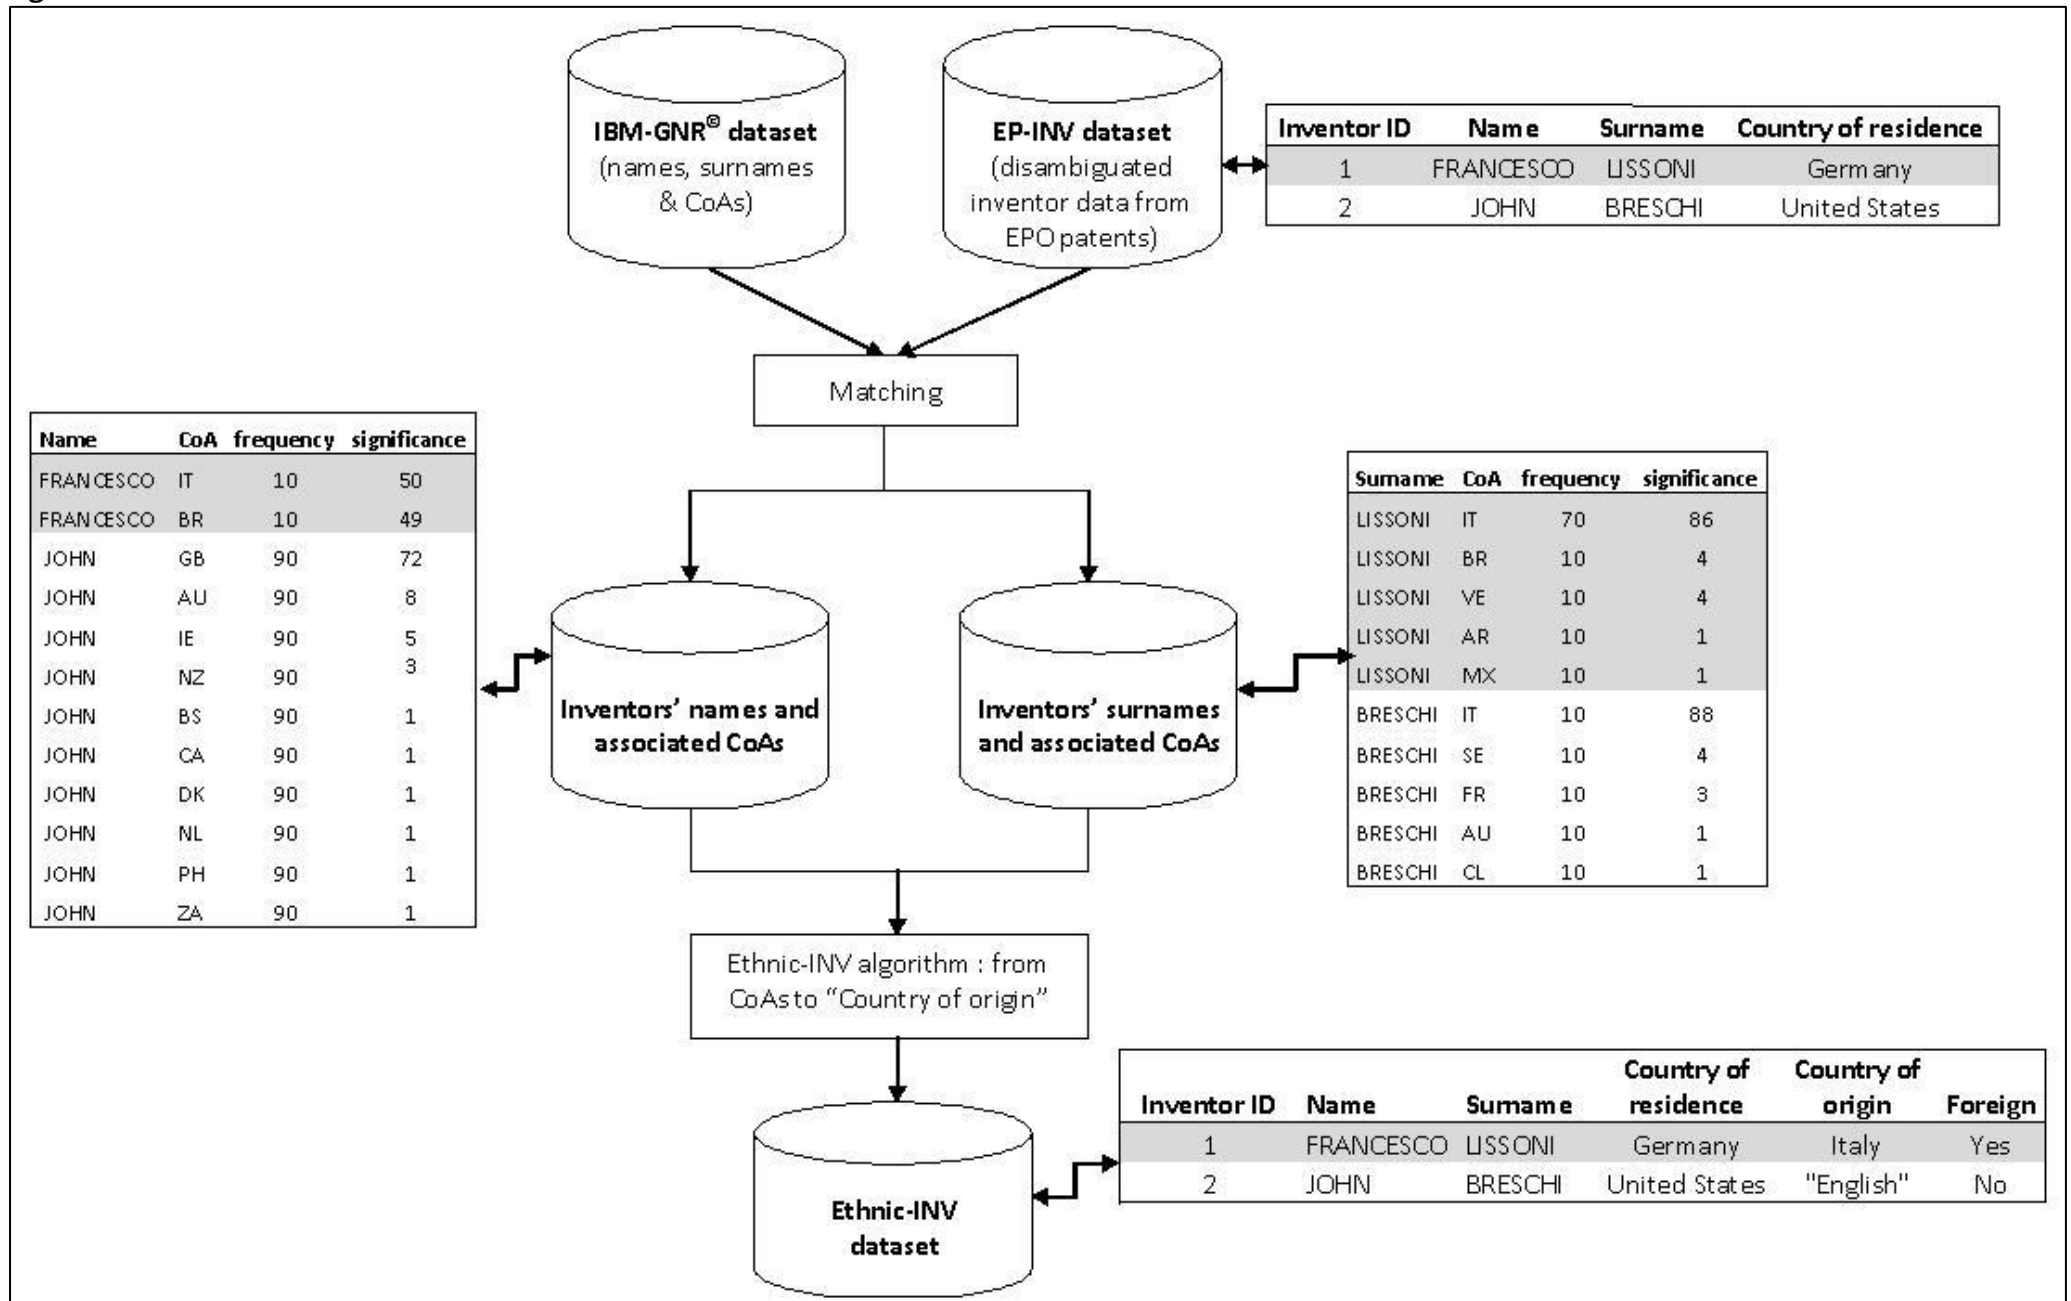 IBM-GNR© dataset
(names, surnames
& CoAs)
EP-INV dataset
(disambiguated
inventor data from
EPO patents)
Inventor ID Name Surname Country of residence
1 FRANCESCO LISSONI Germany
2 JOHN BRESCHI United States
Matching
Name CoA frequency significance
FRANCESCO IT 10 50
FRANCESCO BR 10 49
JOHN GB 90 72
JOHN AU 90 8
JOHN IE 90 5
JOHN NZ 90 3
JOHN BS 90 1
JOHN CA 90 1
JOHN DK 90 1
JOHN NL 90 1
JOHN PH 90 1
JOHN ZA 90 1
Surname CoA frequency significance
LISSONI IT 70 86
LISSONI BR 10 4
LISSONI VE 10 4
LISSONI AR 10 1
LISSONI MX 10 1
BRESCHI IT 10 88
BRESCHI SE 10 4
BRESCHI FR 10 3
BRESCHI AU 10 1
BRESCHI CL 10 1
Inventors’ names and
associated CoAs
Inventors’ surnames
and associated CoAs
Ethnic-INV algorithm : from
CoAs to “Country of origin”
Ethnic-INV
dataset
Country of Country of
Inventor ID Name Surname residence origin Foreign
1 FRANCESCO LISSONI Germany Italy Yes
2 JOHN BRESCHI United States "English" No